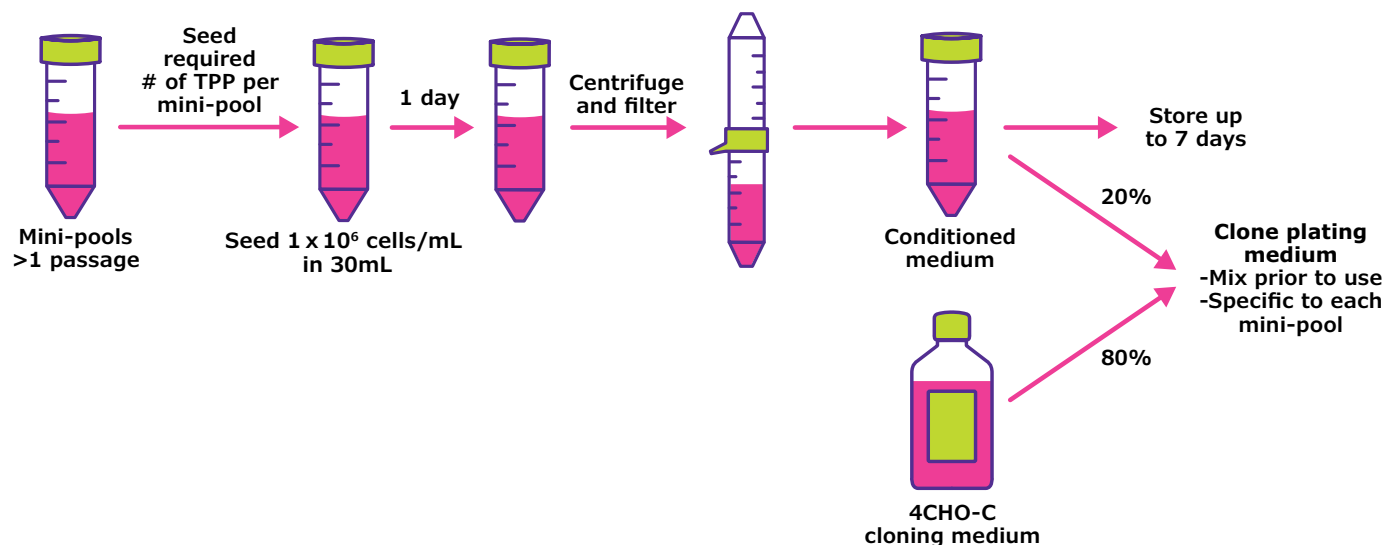 Seed
required
# of TPP per
mini-pool
1 day
Centrifuge
and filter
Store up
to 7 days
20%
Mini-pools
>1 passage
Seed 1 x 10⁶ cells/mL
in 30mL
Conditioned
medium
Clone plating
medium
-Mix prior to use
-Specific to each
mini-pool
80%
4CHO-C
cloning medium